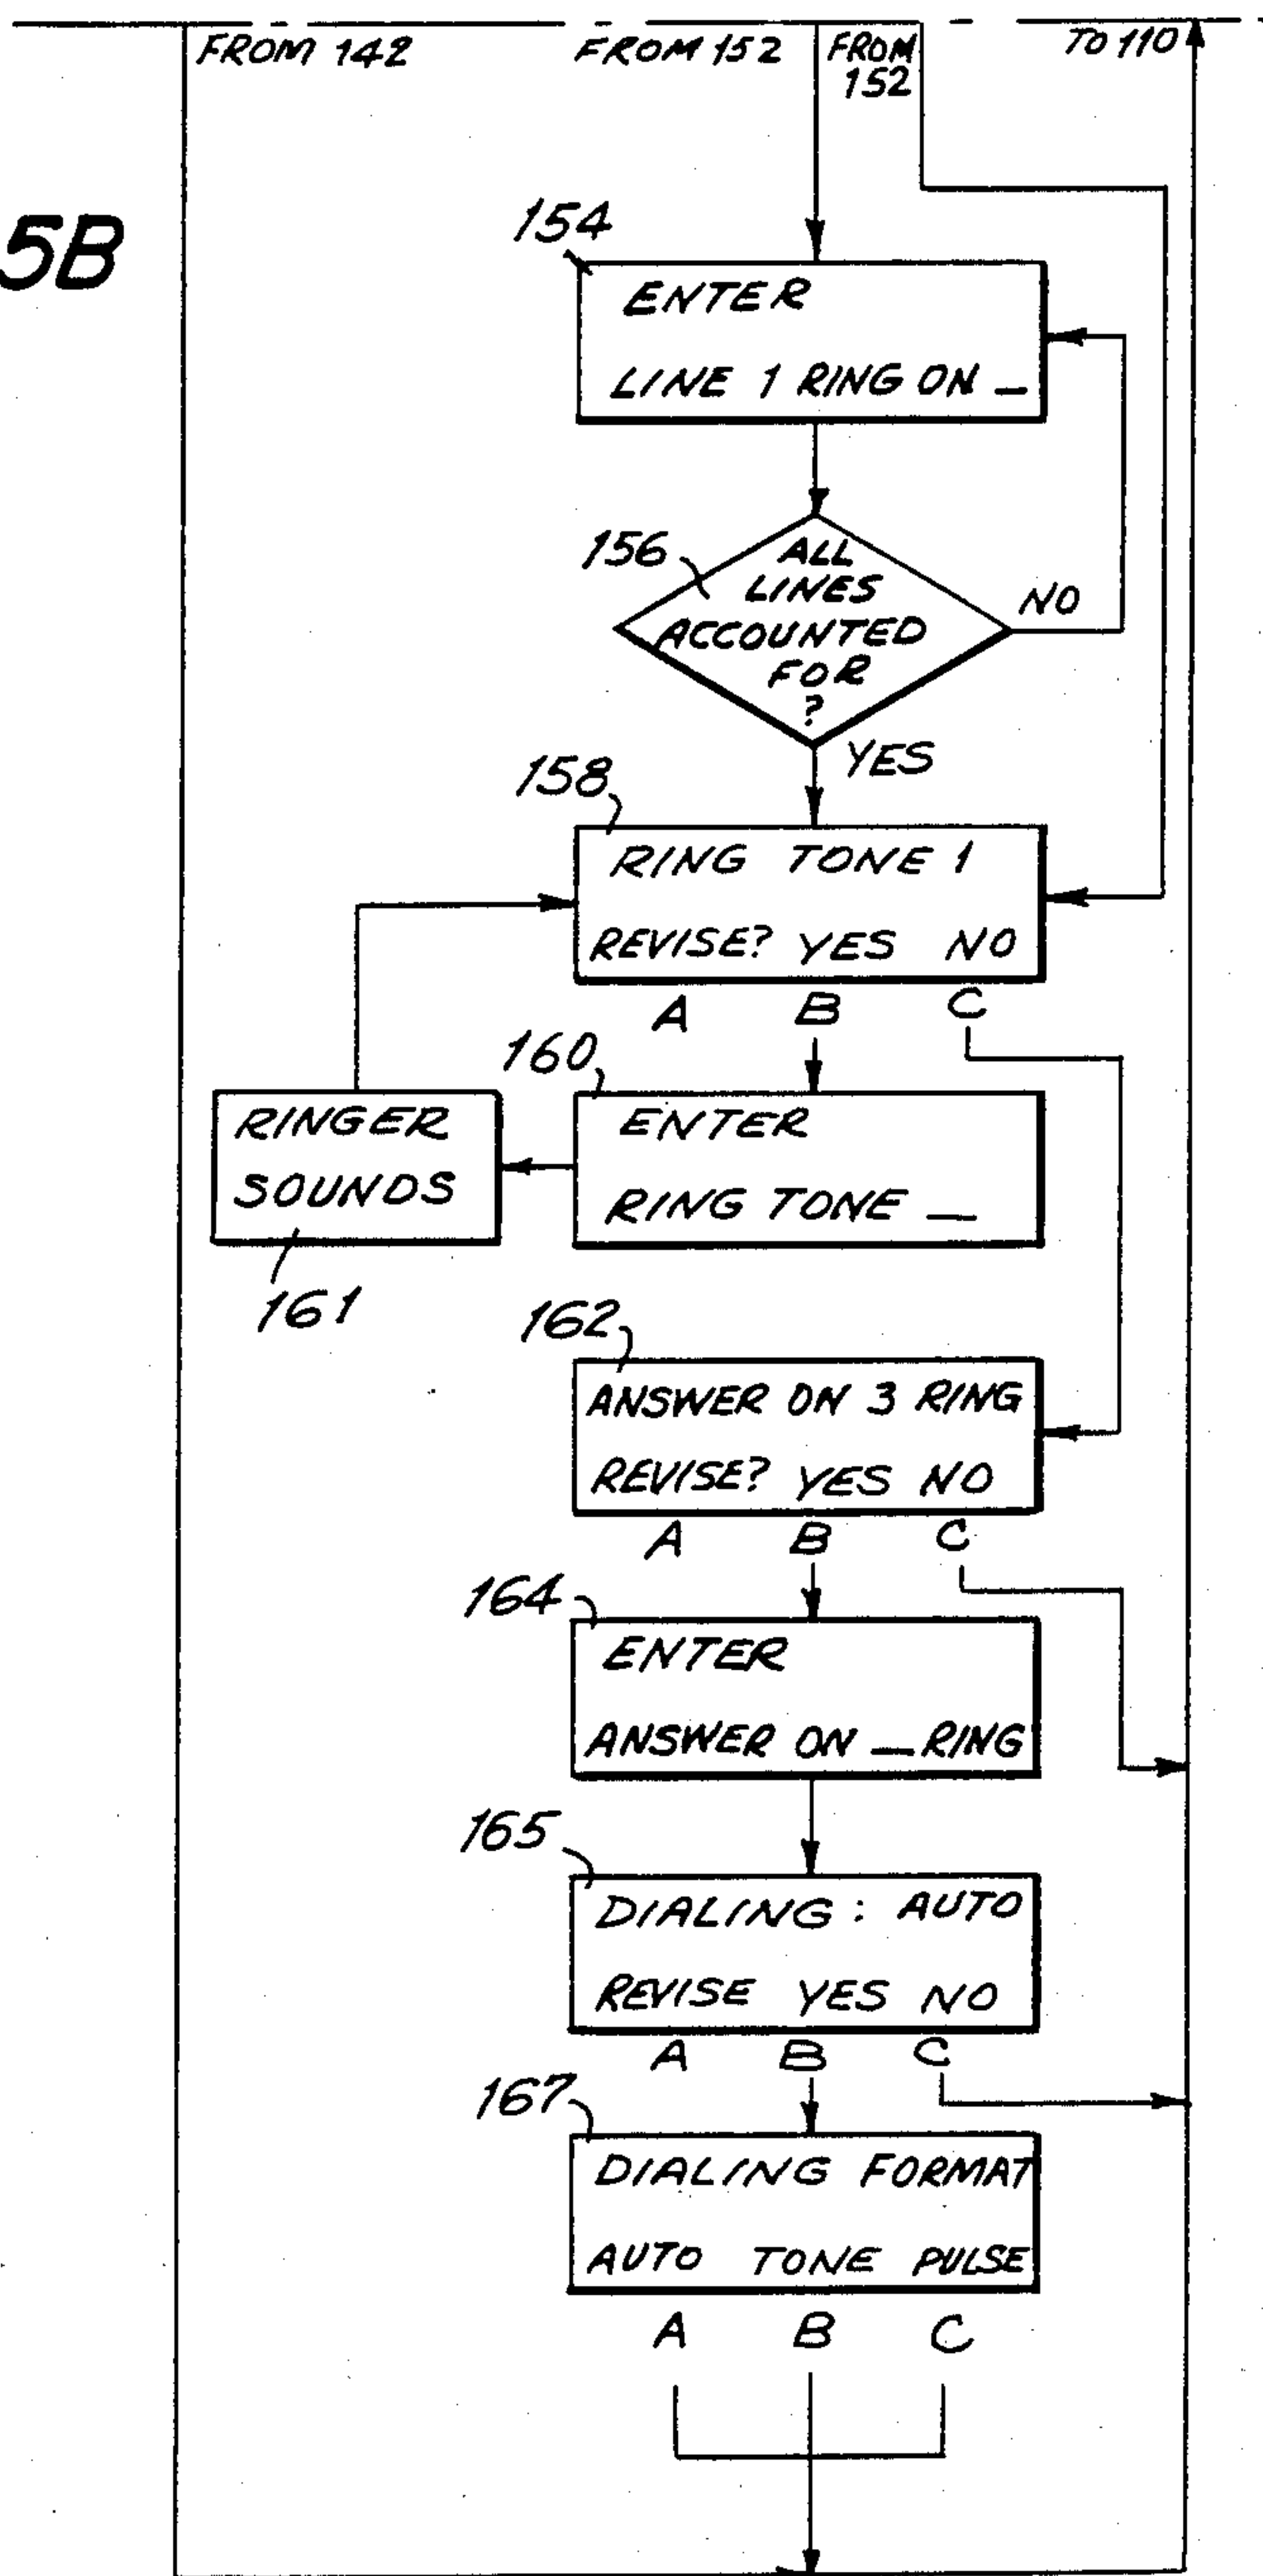 FROM 142
FROM 152
FROM
152
TO 110
5B
154
ENTER
LINE 1 RING ON _
156
ALL
LINES
ACCOUNTED
FOR
?
NO
YES
158
RING TONE 1
REVISE? YES NO
A B C
160
ENTER
RING TONE _
RINGER
SOUNDS
161
162
ANSWER ON 3 RING
REVISE? YES NO
A B C
164
ENTER
ANSWER ON _ RING
165
DIALING: AUTO
REVISE YES NO
A B C
167
DIALING FORMAT
AUTO TONE PULSE
A B C